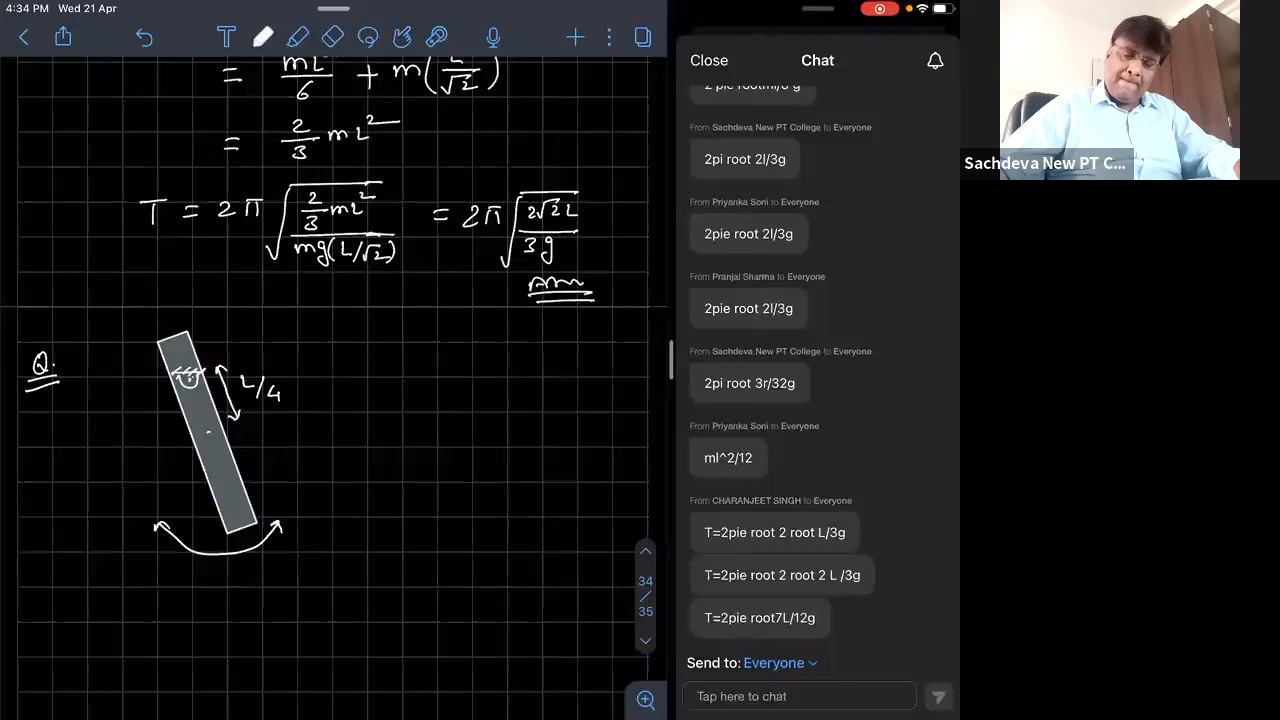 4:34 PM Wed 21 Apr
T
= mL/6 + m(L/√2)
= 2/3 mL²
T = 2π √(2/3 mL² / mg(L/√2)) = 2π √(2√2 L / 3g)
Ans
Q.
L/4
34
35
Close
Chat
From Sachdeva New PT College to Everyone
2pi root 2l/3g
From Priyanka Soni to Everyone
2pie root 2l/3g
From Pranjal Sharma to Everyone
2pie root 2l/3g
From Sachdeva New PT College to Everyone
2pi root 3r/32g
From Priyanka Soni to Everyone
ml^2/12
From CHARANJEET SINGH to Everyone
T=2pie root 2 root L/3g
T=2pie root 2 root 2 L /3g
T=2pie root7L/12g
Send to: Everyone
Tap here to chat
Sachdeva New PT C...